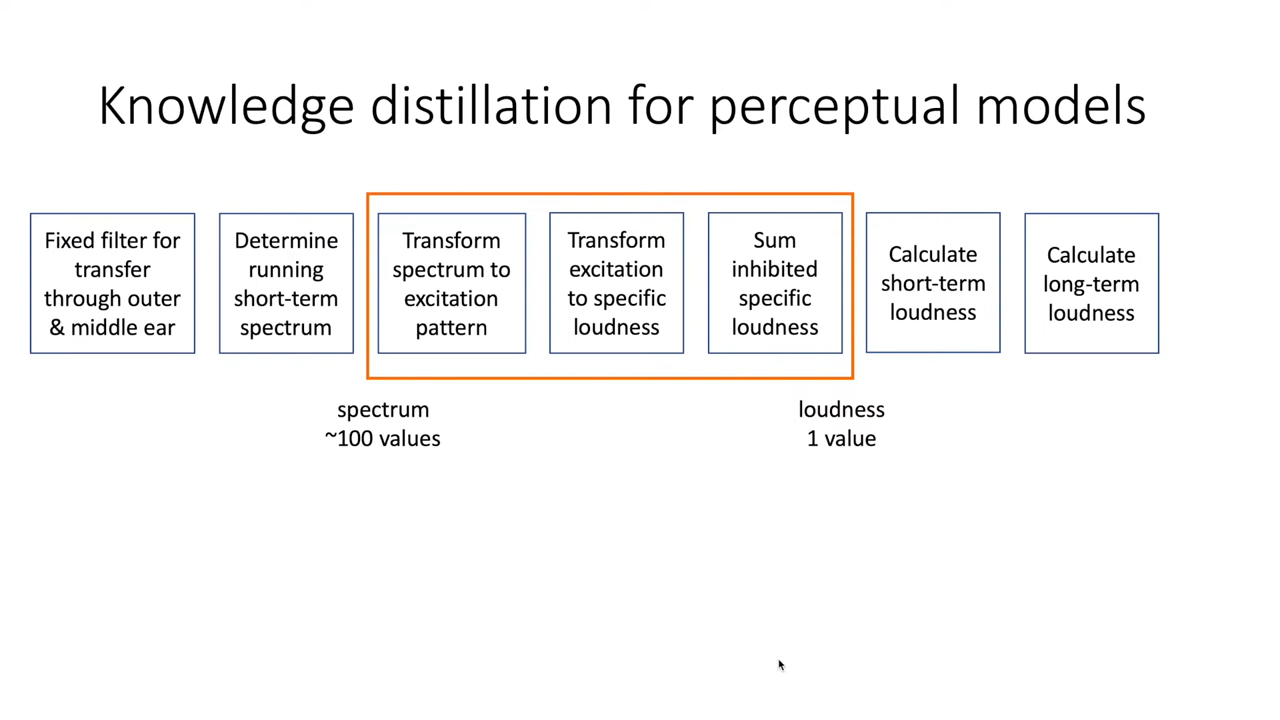 Knowledge distillation for perceptual models
Fixed filter for
transfer
through outer
& middle ear
Determine
running
short-term
spectrum
Transform
spectrum to
excitation
pattern
Transform
excitation
to specific
loudness
Sum
inhibited
specific
loudness
Calculate
short-term
loudness
Calculate
long-term
loudness
spectrum
~100 values
loudness
1 value